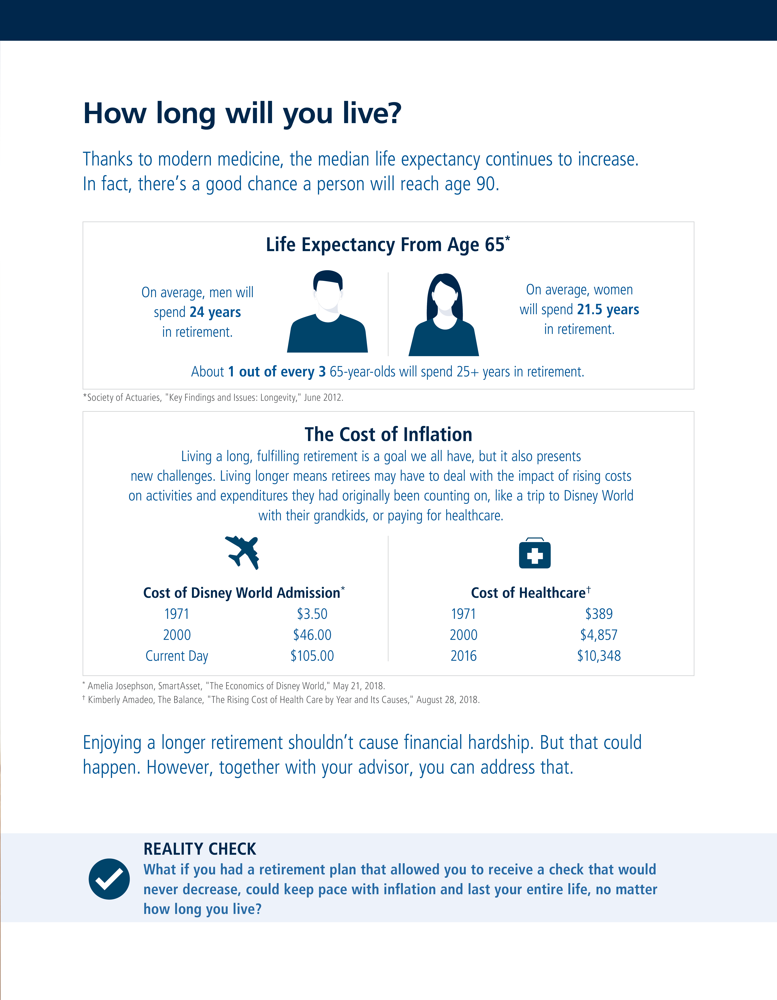 How long will you live?
Thanks to modern medicine, the median life expectancy continues to increase.
In fact, there's a good chance a person will reach age 90.
Life Expectancy From Age 65*
On average, men will
spend 24 years
in retirement.
On average, women
will spend 21.5 years
in retirement.
About 1 out of every 3 65-year-olds will spend 25+ years in retirement.
*Society of Actuaries, "Key Findings and Issues: Longevity," June 2012.
The Cost of Inflation
Living a long, fulfilling retirement is a goal we all have, but it also presents
new challenges. Living longer means retirees may have to deal with the impact of rising costs
on activities and expenditures they had originally been counting on, like a trip to Disney World
with their grandkids, or paying for healthcare.
Cost of Disney World Admission*
1971 $3.50
2000 $46.00
Current Day $105.00
Cost of Healthcare†
1971 $389
2000 $4,857
2016 $10,348
* Amelia Josephson, SmartAsset, "The Economics of Disney World," May 21, 2018.
† Kimberly Amadeo, The Balance, "The Rising Cost of Health Care by Year and Its Causes," August 28, 2018.
Enjoying a longer retirement shouldn't cause financial hardship. But that could
happen. However, together with your advisor, you can address that.
REALITY CHECK
What if you had a retirement plan that allowed you to receive a check that would
never decrease, could keep pace with inflation and last your entire life, no matter
how long you live?